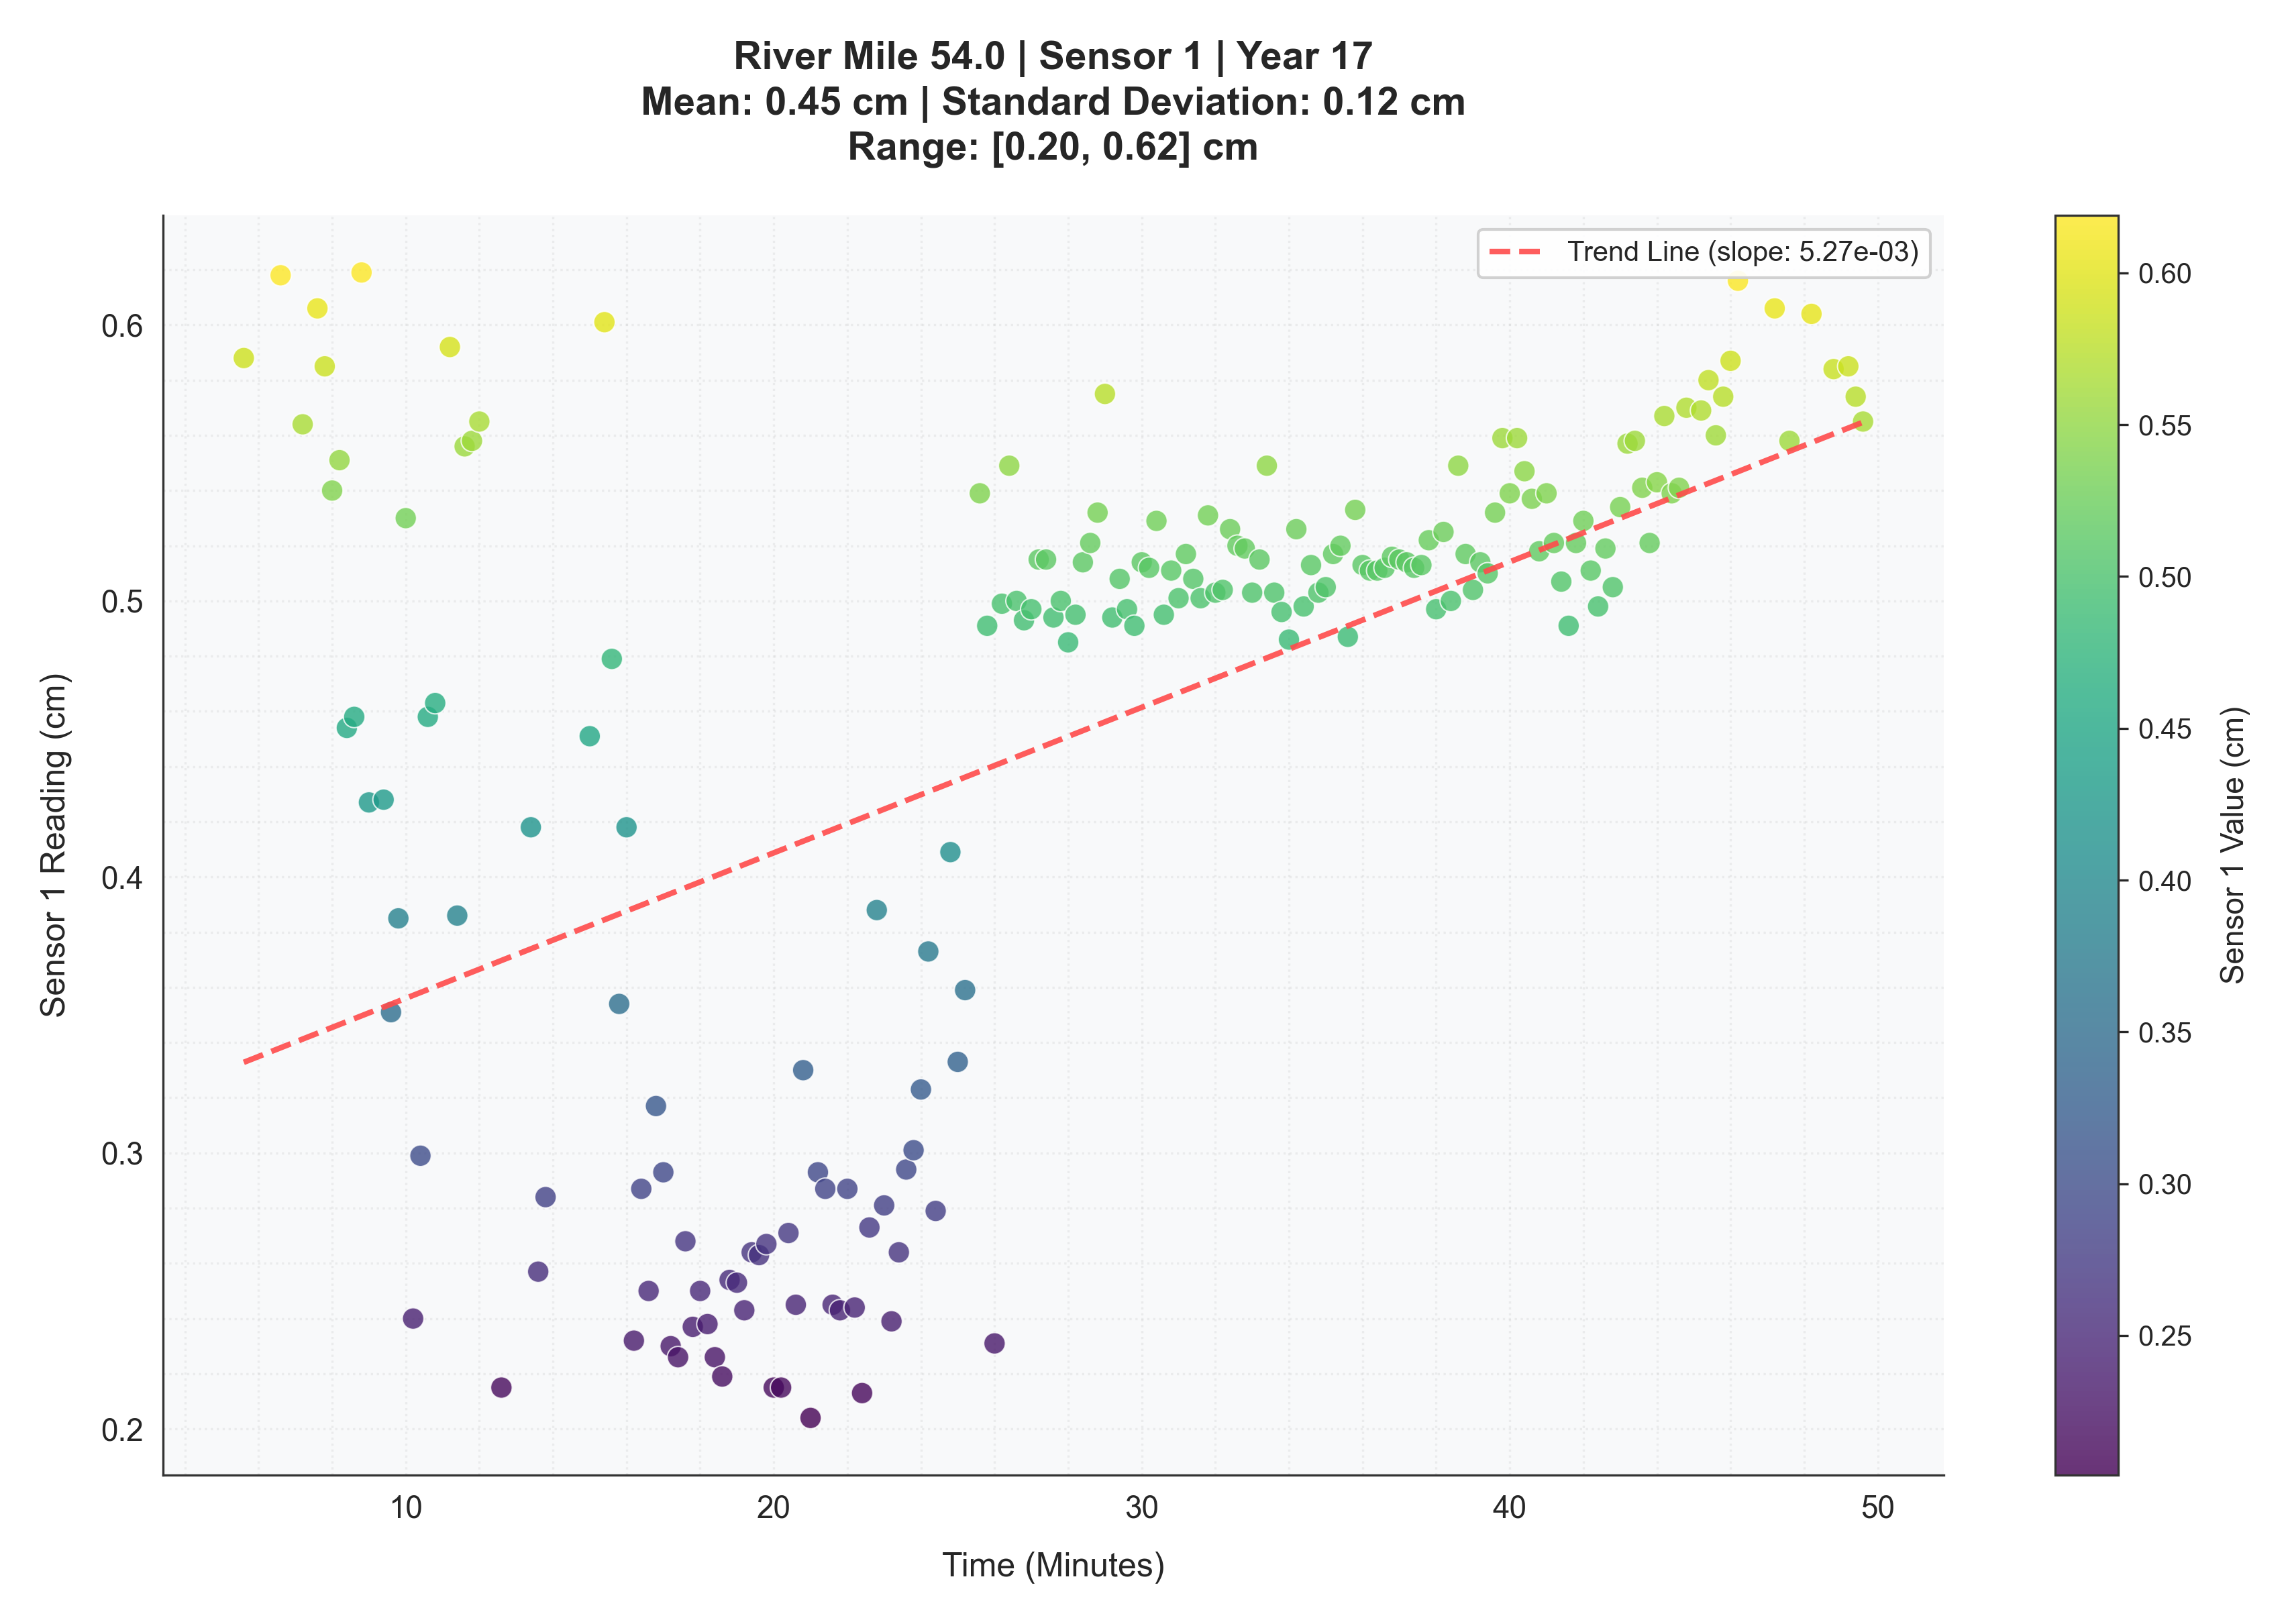 River Mile 54.0 | Sensor 1 | Year 17
Mean: 0.45 cm | Standard Deviation: 0.12 cm
Range: [0.20, 0.62] cm
Trend Line (slope: 5.27e-03)
Sensor 1 Reading (cm)
0.6
0.5
0.4
0.3
0.2
10
20
30
40
50
Time (Minutes)
0.60
0.55
0.50
0.45
0.40
0.35
0.30
0.25
Sensor 1 Value (cm)